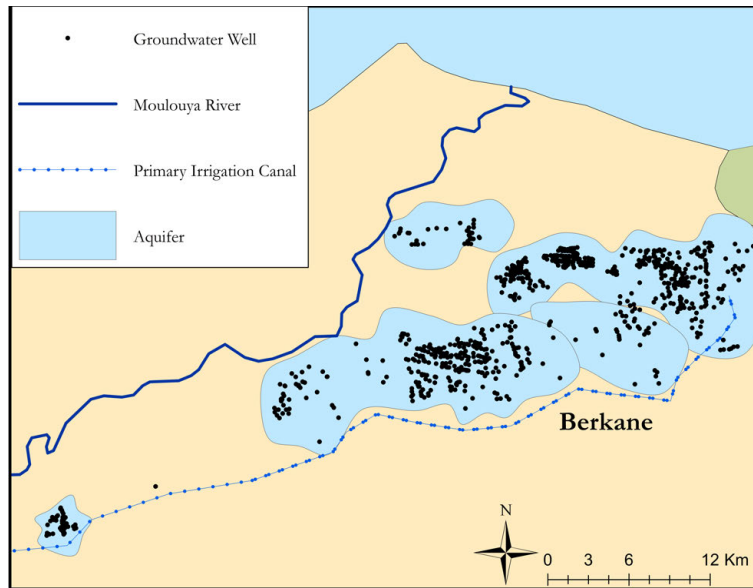 Groundwater Well
Moulouya River
Primary Irrigation Canal
Aquifer
Berkane
N
0 3 6 12 Km